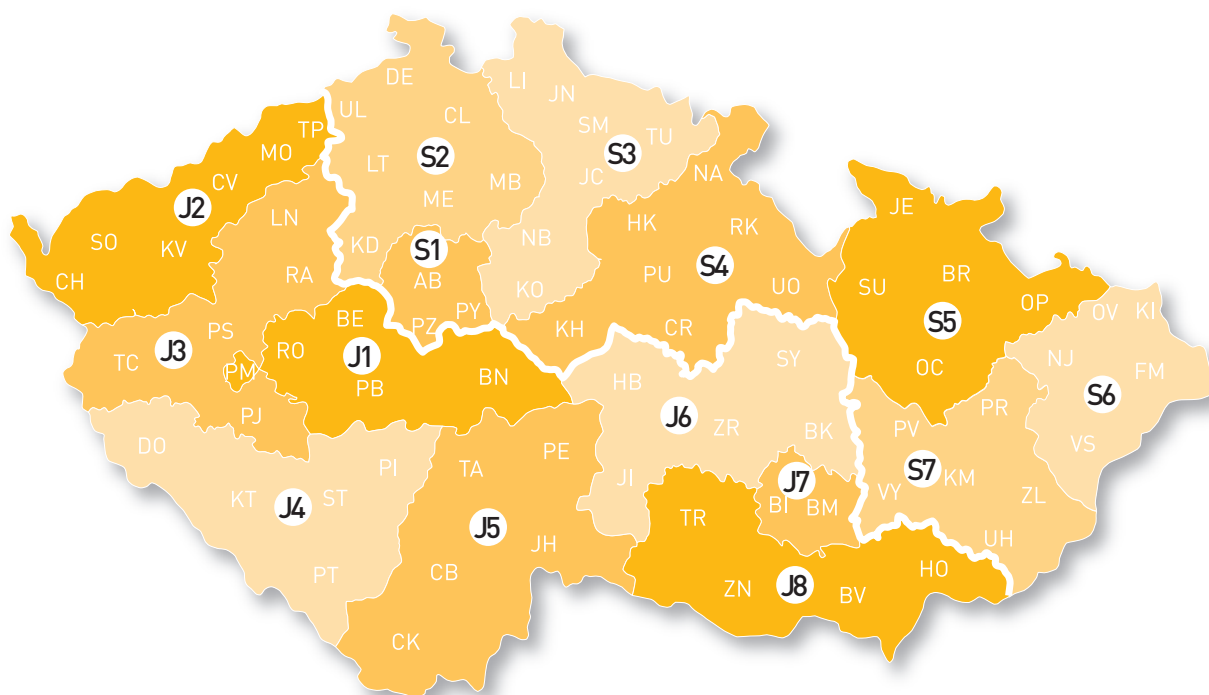 DE
LI
JN
UL
CL
SM
TU
TP
MO
S2
S3
LT
CV
JC
NA
MB
J2
ME
LN
HK
RK
JE
SO
KV
KD
S1
NB
CH
RA
AB
KO
PU
S4
UO
SU
BR
OP
OV
KI
PY
PZ
BE
PS
KH
CR
S5
TC
J3
RO
J1
PM
PB
BN
HB
SY
OC
NJ
FM
S6
PJ
J6
ZR
BK
PR
PV
VS
DO
PI
TA
PE
JI
J7
BI
BM
VY
S7
KM
ZL
KT
ST
J4
J5
JH
TR
UH
PT
CB
ZN
J8
BV
HO
CK